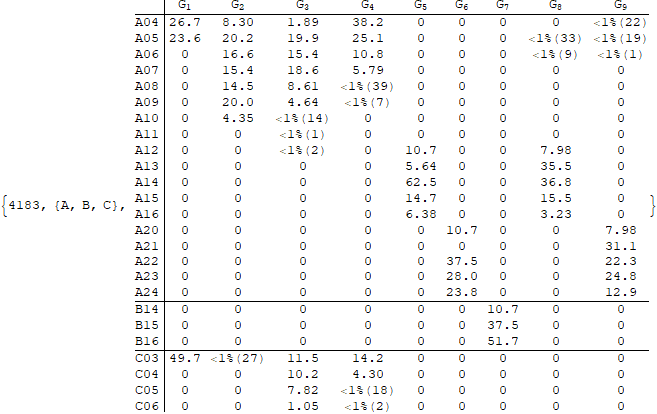 G1 G2 G3 G4 G5 G6 G7 G8 G9
A04 26.7 8.30 1.89 38.2 0 0 0 0 <1%(22)
A05 23.6 20.2 19.9 25.1 0 0 0 <1%(33) <1%(19)
A06 0 16.6 15.4 10.8 0 0 0 <1%(9) <1%(1)
A07 0 15.4 18.6 5.79 0 0 0 0 0
A08 0 14.5 8.61 <1%(39) 0 0 0 0 0
A09 0 20.0 4.64 <1%(7) 0 0 0 0 0
A10 0 4.35 <1%(14) 0 0 0 0 0 0
A11 0 0 <1%(1) 0 0 0 0 0 0
A12 0 0 <1%(2) 0 10.7 0 0 7.98 0
A13 0 0 0 0 5.64 0 0 35.5 0
A14 0 0 0 0 62.5 0 0 36.8 0
{4183, {A, B, C}, A15 0 0 0 0 14.7 0 0 15.5 0 }
A16 0 0 0 0 6.38 0 0 3.23 0
A20 0 0 0 0 0 10.7 0 0 7.98
A21 0 0 0 0 0 0 0 0 31.1
A22 0 0 0 0 0 37.5 0 0 22.3
A23 0 0 0 0 0 28.0 0 0 24.8
A24 0 0 0 0 0 23.8 0 0 12.9
B14 0 0 0 0 0 0 10.7 0 0
B15 0 0 0 0 0 0 37.5 0 0
B16 0 0 0 0 0 0 51.7 0 0
C03 49.7 <1%(27) 11.5 14.2 0 0 0 0 0
C04 0 0 10.2 4.30 0 0 0 0 0
C05 0 0 7.82 <1%(18) 0 0 0 0 0
C06 0 0 1.05 <1%(2) 0 0 0 0 0